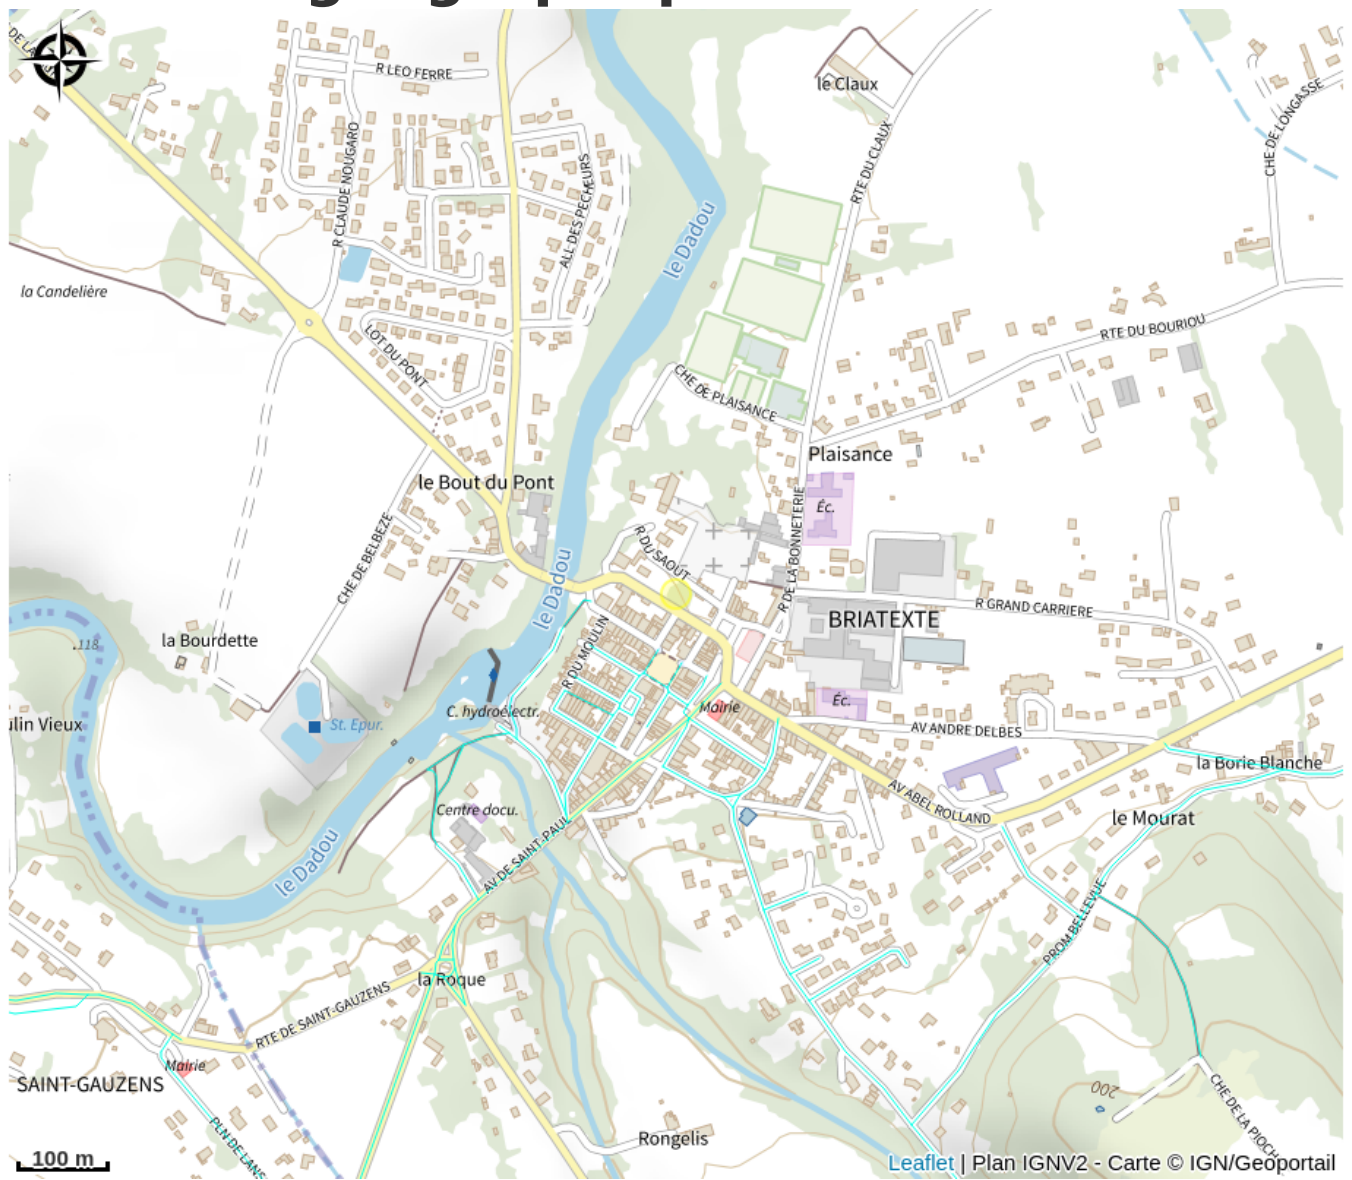 R LEO FERRE
le Claux
CHE DE LONGASSE
R CLAUDE NOUGARO
RTE DU CLAUX
ALL DES PECHEURS
le Dadou
la Candelière
RTE DU BOURIOU
LOT DU PONT
CHE DE PLAISANCE
Plaisance
le Bout du Pont
Éc.
R DE LA BONNETERIE
CHE DE BELBEZE
R DU SAOUT
le Dadou
R GRAND CARRIERE
BRIATEXTE
118
la Bourdette
R DU MOULIN
Éc.
Mairie
C. hydroélectr.
St. Epur.
ulin Vieux
AV ANDRE DELBES
la Borie Blanche
AV ABEL ROLLAND
le Mourat
Centre docu.
AV DE SAINT-PAUL
le Dadou
PROM BELLEVUE
la Roque
RTE DE SAINT-GAUZENS
Mairie
SAINT-GAUZENS
200
CHE DE LA PIOCH
PLN DE LANS
Rongelis
100 m
Leaflet | Plan IGNV2 - Carte © IGN/Geoportail